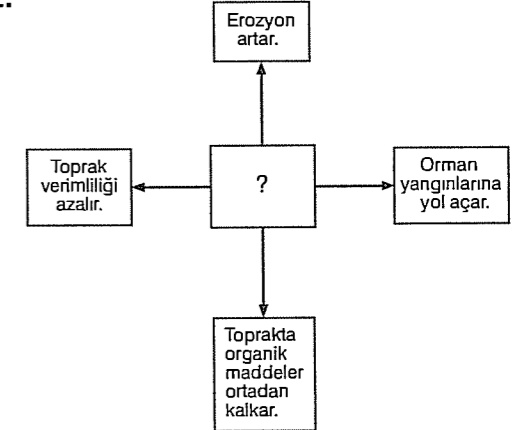 Erozyon
artar.
Toprak
verimliliği
azalır.
?
Orman
yangınlarına
yol açar.
Toprakta
organik
maddeler
ortadan
kalkar.